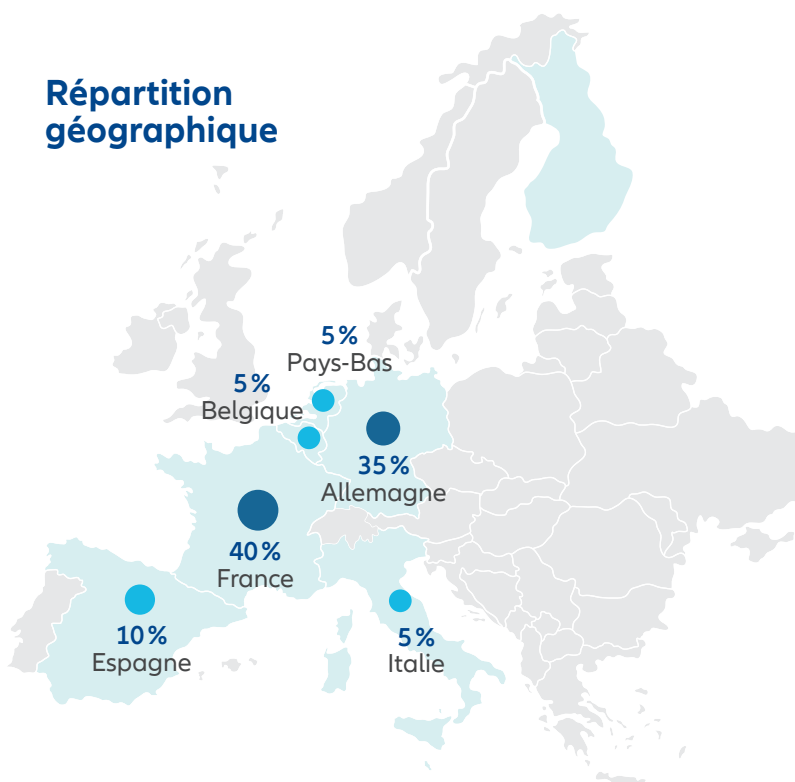 Répartition
géographique
5 %
Pays-Bas
5 %
Belgique
35 %
Allemagne
40 %
France
10 %
Espagne
5 %
Italie